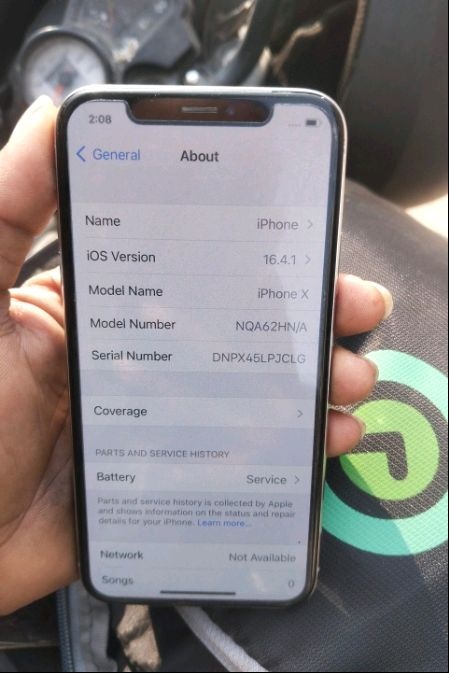 2:08
General
About
Name iPhone
iOS Version 16.4.1
Model Name iPhone X
Model Number NQA62HN/A
Serial Number DNPX45LPJCLG
Coverage
PARTS AND SERVICE HISTORY
Battery Service
Parts and service history is collected by Apple
and shows information on the status and repair
details for your iPhone. Learn more...
Network Not Available
Songs 0